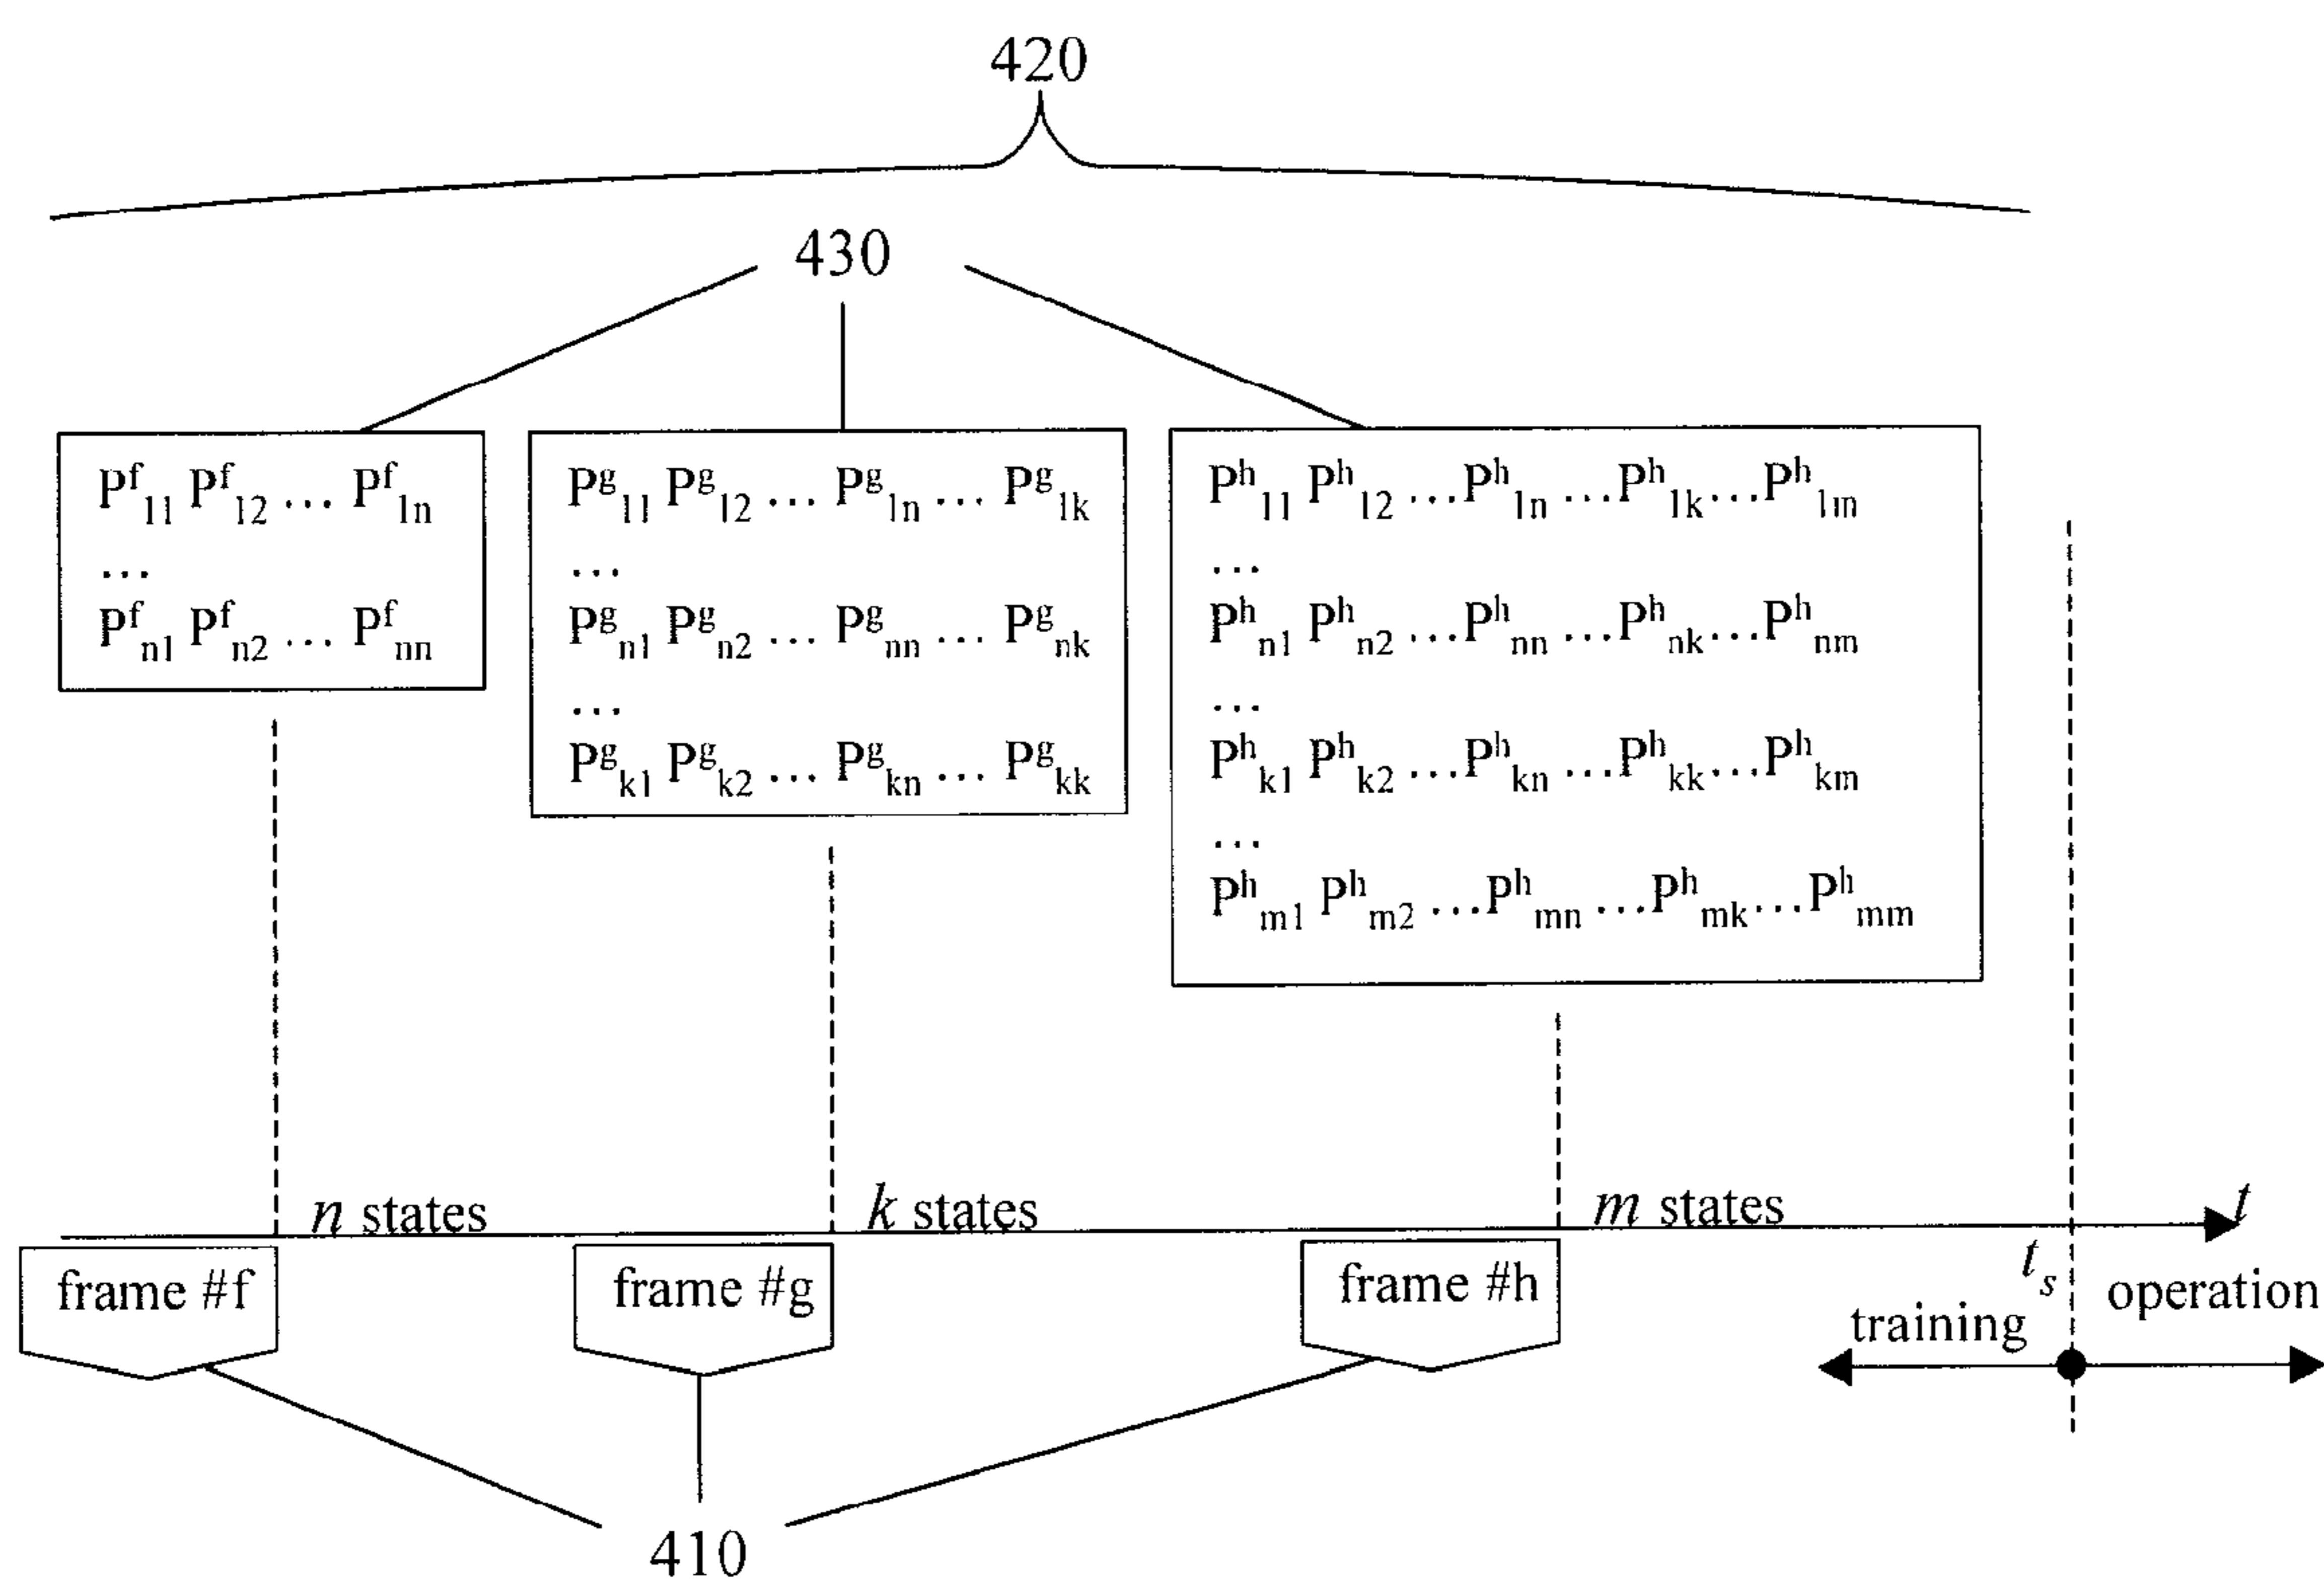 420
430
Pᶠ₁₁ Pᶠ₁₂ … Pᶠ₁ₙ
…
Pᶠₙ₁ Pᶠₙ₂ … Pᶠₙₙ
Pᵍ₁₁ Pᵍ₁₂ … Pᵍ₁ₙ … Pᵍ₁ₖ
…
Pᵍₙ₁ Pᵍₙ₂ … Pᵍₙₙ … Pᵍₙₖ
…
Pᵍₖ₁ Pᵍₖ₂ … Pᵍₖₙ … Pᵍₖₖ
Pʰ₁₁ Pʰ₁₂ …Pʰ₁ₙ …Pʰ₁ₖ…Pʰ₁ₘ
…
Pʰₙ₁ Pʰₙ₂ …Pʰₙₙ …Pʰₙₖ…Pʰₙₘ
…
Pʰₖ₁ Pʰₖ₂ …Pʰₖₙ …Pʰₖₖ…Pʰₖₘ
…
Pʰₘ₁ Pʰₘ₂ …Pʰₘₙ …Pʰₘₖ…Pʰₘₘ
n states
k states
m states
t
frame #f
frame #g
frame #h
tₛ
training
operation
410